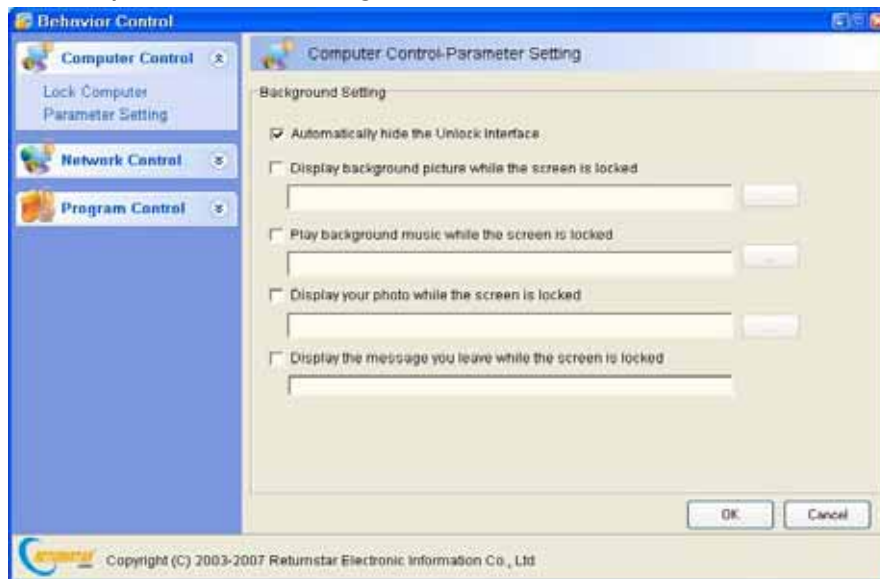 Behavior Control
Computer Control
Lock Computer
Parameter Setting
Network Control
Program Control
Computer Control-Parameter Setting
Background Setting
Automatically hide the Unlock Interface
Display background picture while the screen is locked
...
Play background music while the screen is locked
...
Display your photo while the screen is locked
...
Display the message you leave while the screen is locked
OK
Cancel
Copyright (C) 2003-2007 Returnstar Electronic Information Co., Ltd